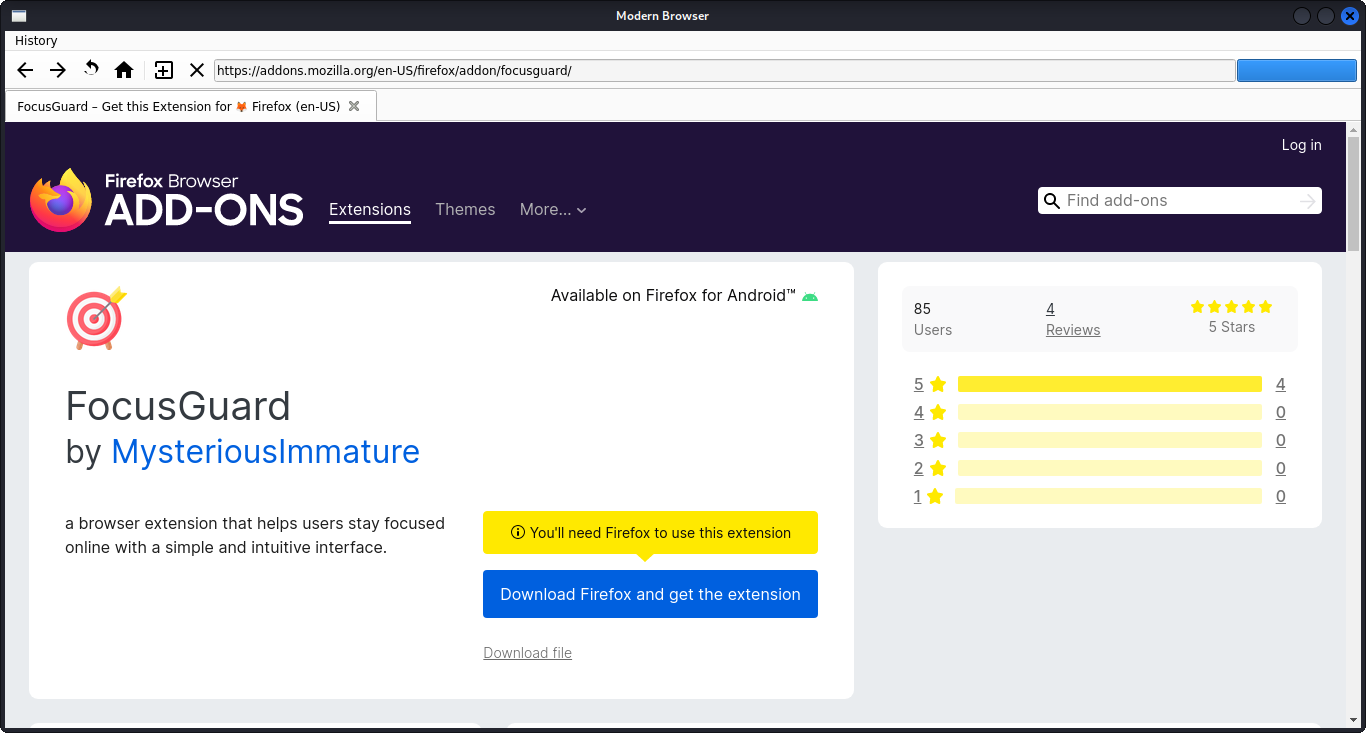 Modern Browser
History
https://addons.mozilla.org/en-US/firefox/addon/focusguard/
FocusGuard – Get this Extension for 🦊 Firefox (en-US)
Log in
Firefox Browser
ADD-ONS
Extensions
Themes
More...
Find add-ons
Available on Firefox for Android™
FocusGuard
by MysteriousImmature
a browser extension that helps users stay focused
online with a simple and intuitive interface.
You'll need Firefox to use this extension
Download Firefox and get the extension
Download file
85
Users
4
Reviews
5 Stars
5 4
4 0
3 0
2 0
1 0